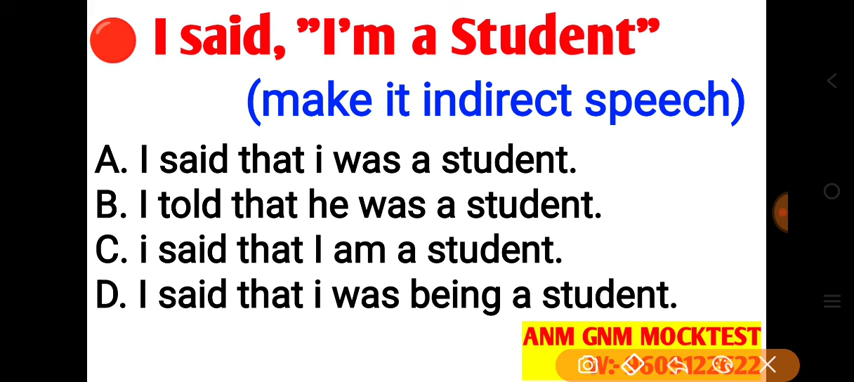 I said, ”I'm a Student”
(make it indirect speech)
A. I said that i was a student.
B. I told that he was a student.
C. i said that I am a student.
D. I said that i was being a student.
ANM GNM MOCKTEST